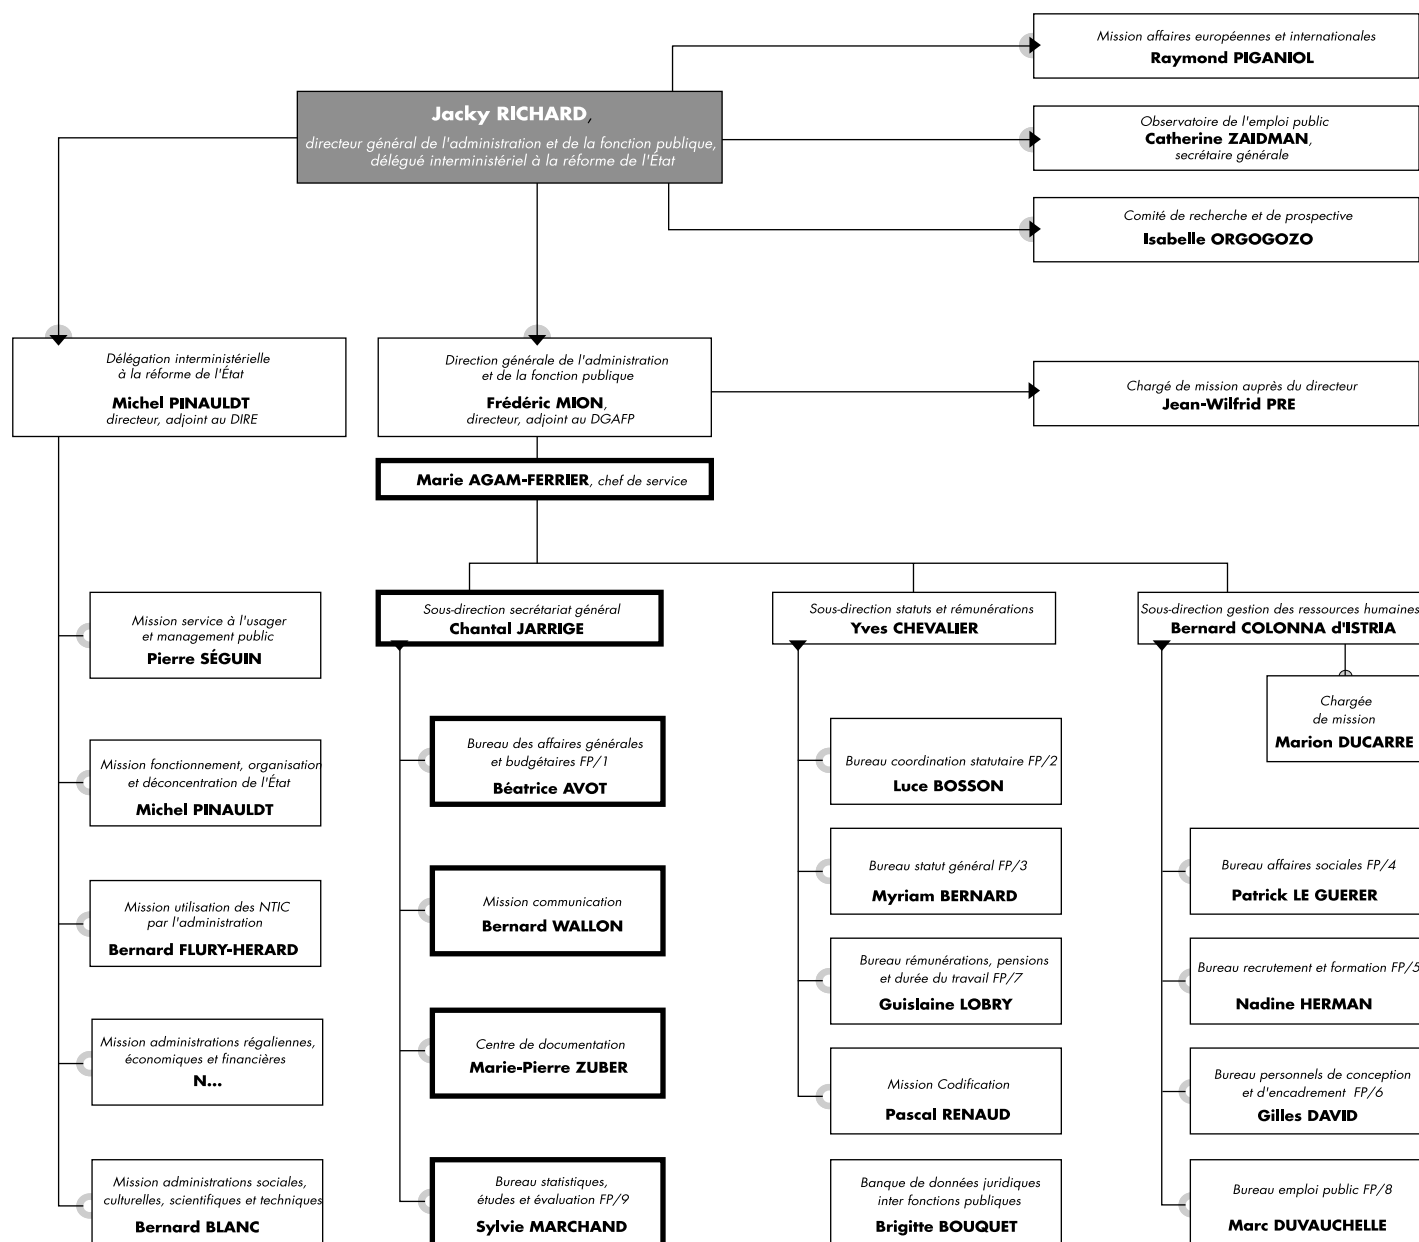 Mission affaires européennes et internationales
Raymond PIGANIOL
Jacky RICHARD,
directeur général de l'administration et de la fonction publique,
délégué interministériel à la réforme de l'État
Observatoire de l'emploi public
Catherine ZAIDMAN,
secrétaire générale
Comité de recherche et de prospective
Isabelle ORGOGOZO
Délégation interministérielle
à la réforme de l'État
Michel PINAULDT
directeur, adjoint au DIRE
Direction générale de l'administration
et de la fonction publique
Frédéric MION,
directeur, adjoint au DGAFP
Chargé de mission auprès du directeur
Jean-Wilfrid PRE
Marie AGAM-FERRIER, chef de service
Mission service à l'usager
et management public
Pierre SÉGUIN
Mission fonctionnement, organisation
et déconcentration de l'État
Michel PINAULDT
Mission utilisation des NTIC
par l'administration
Bernard FLURY-HERARD
Mission administrations régaliennes,
économiques et financières
N...
Mission administrations sociales,
culturelles, scientifiques et techniques
Bernard BLANC
Sous-direction secrétariat général
Chantal JARRIGE
Bureau des affaires générales
et budgétaires FP/1
Béatrice AVOT
Mission communication
Bernard WALLON
Centre de documentation
Marie-Pierre ZUBER
Bureau statistiques,
études et évaluation FP/9
Sylvie MARCHAND
Sous-direction statuts et rémunérations
Yves CHEVALIER
Bureau coordination statutaire FP/2
Luce BOSSON
Bureau statut général FP/3
Myriam BERNARD
Bureau rémunérations, pensions
et durée du travail FP/7
Guislaine LOBRY
Mission Codification
Pascal RENAUD
Banque de données juridiques
inter fonctions publiques
Brigitte BOUQUET
Sous-direction gestion des ressources humaines
Bernard COLONNA d'ISTRIA
Chargée
de mission
Marion DUCARRE
Bureau affaires sociales FP/4
Patrick LE GUERER
Bureau recrutement et formation FP/5
Nadine HERMAN
Bureau personnels de conception
et d'encadrement FP/6
Gilles DAVID
Bureau emploi public FP/8
Marc DUVAUCHELLE